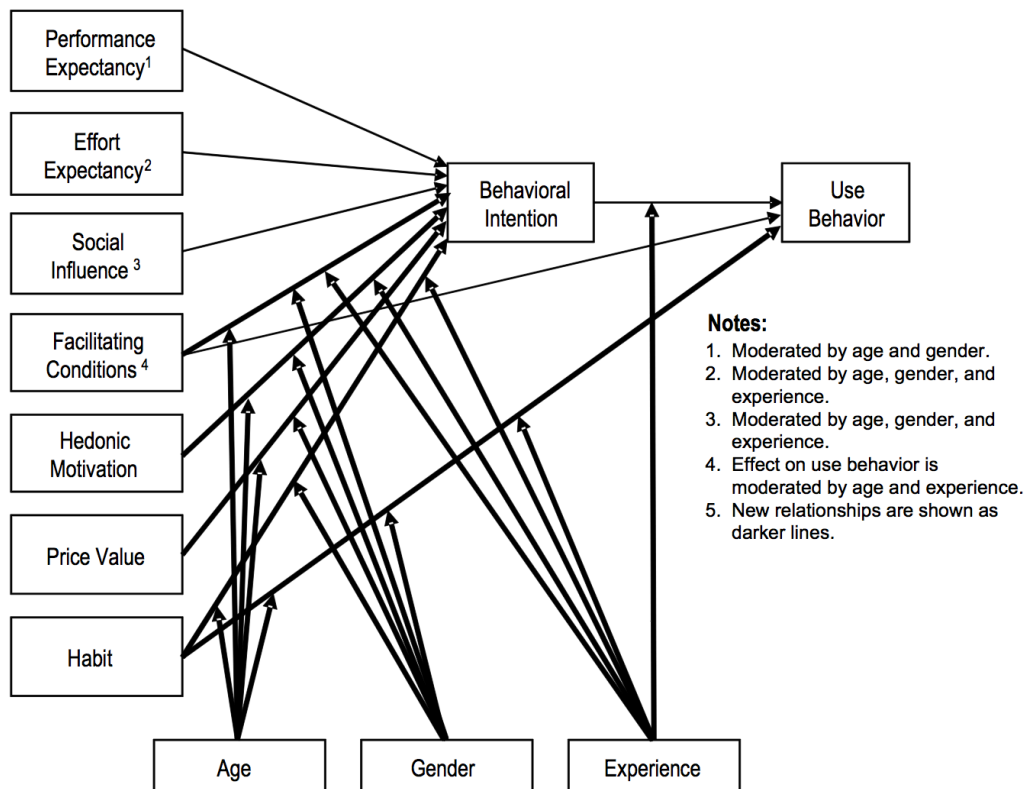 Performance
Expectancy1
Effort
Expectancy2
Social
Influence 3
Facilitating
Conditions 4
Hedonic
Motivation
Price Value
Habit
Behavioral
Intention
Use
Behavior
Notes:
1. Moderated by age and gender.
2. Moderated by age, gender, and
experience.
3. Moderated by age, gender, and
experience.
4. Effect on use behavior is
moderated by age and experience.
5. New relationships are shown as
darker lines.
Age
Gender
Experience